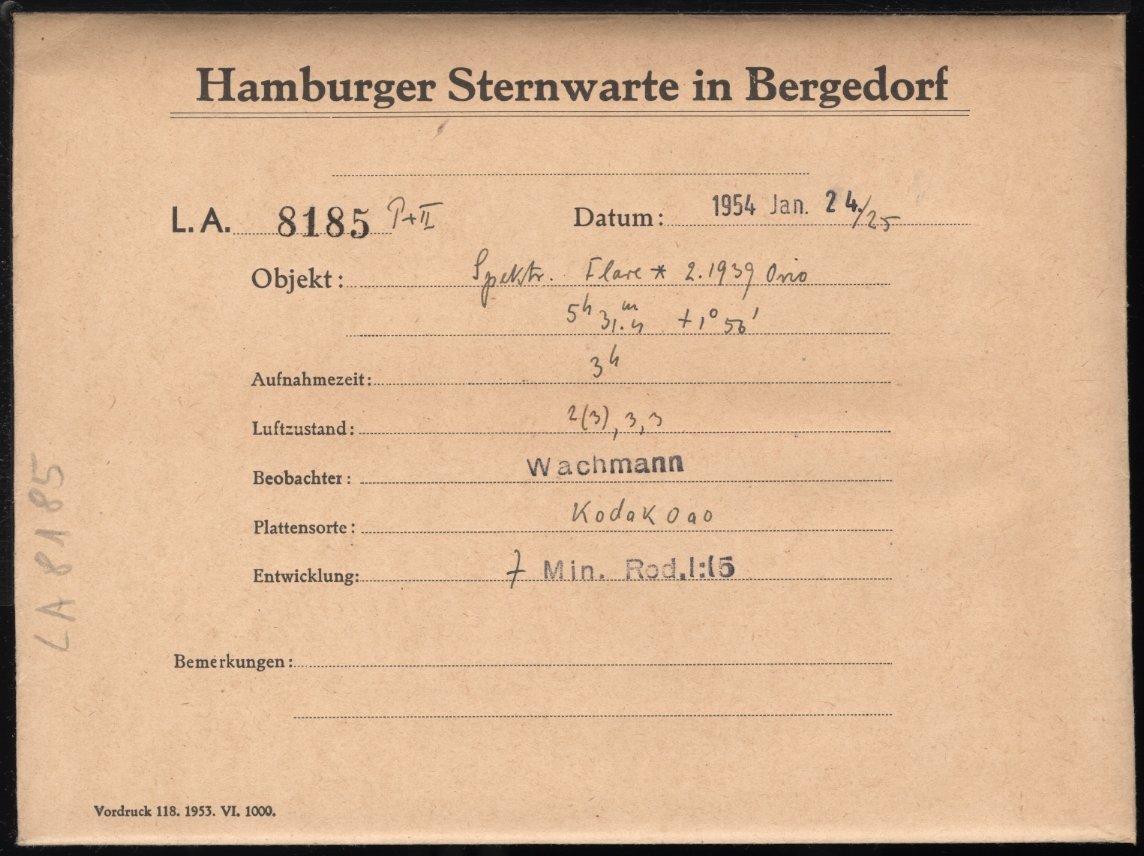 Hamburger Sternwarte in Bergedorf
L.A. 8185 I+II Datum: 1954 Jan. 24./25
Objekt: Spektr. Flare * 2.1939 Orio
5h 31.m4 +1° 56'
Aufnahmezeit: 3h
Luftzustand: 2(3), 3, 3
Beobachter: Wachmann
Plattensorte: Kodak OaO
Entwicklung: 7 Min. Rod.1:15
Bemerkungen:
Vordruck 118. 1953. VI. 1000.
LA 8185